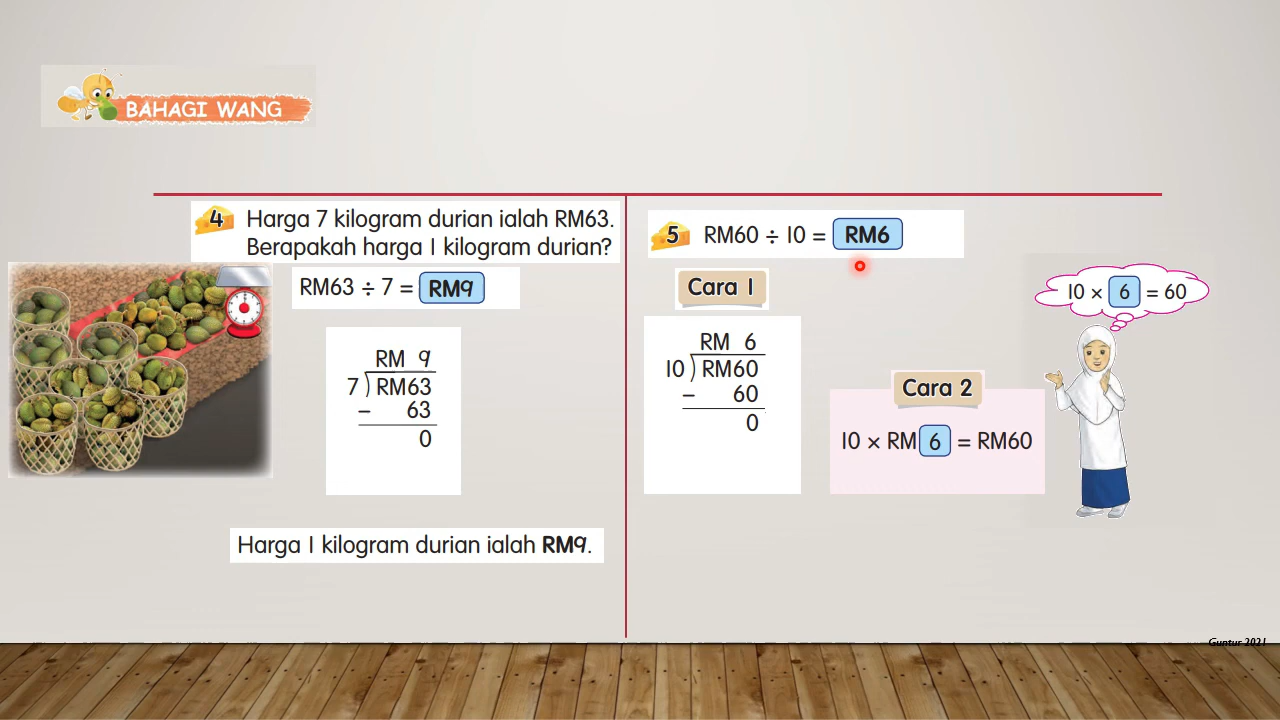 BAHAGI WANG
4 Harga 7 kilogram durian ialah RM63.
Berapakah harga 1 kilogram durian?
RM63 ÷ 7 = RM9
RM 9
7 ) RM63
− 63
0
Harga 1 kilogram durian ialah RM9.
5 RM60 ÷ 10 = RM6
Cara 1
RM 6
10 ) RM60
− 60
0
Cara 2
10 × RM 6 = RM60
10 × 6 = 60
Guntur 2021